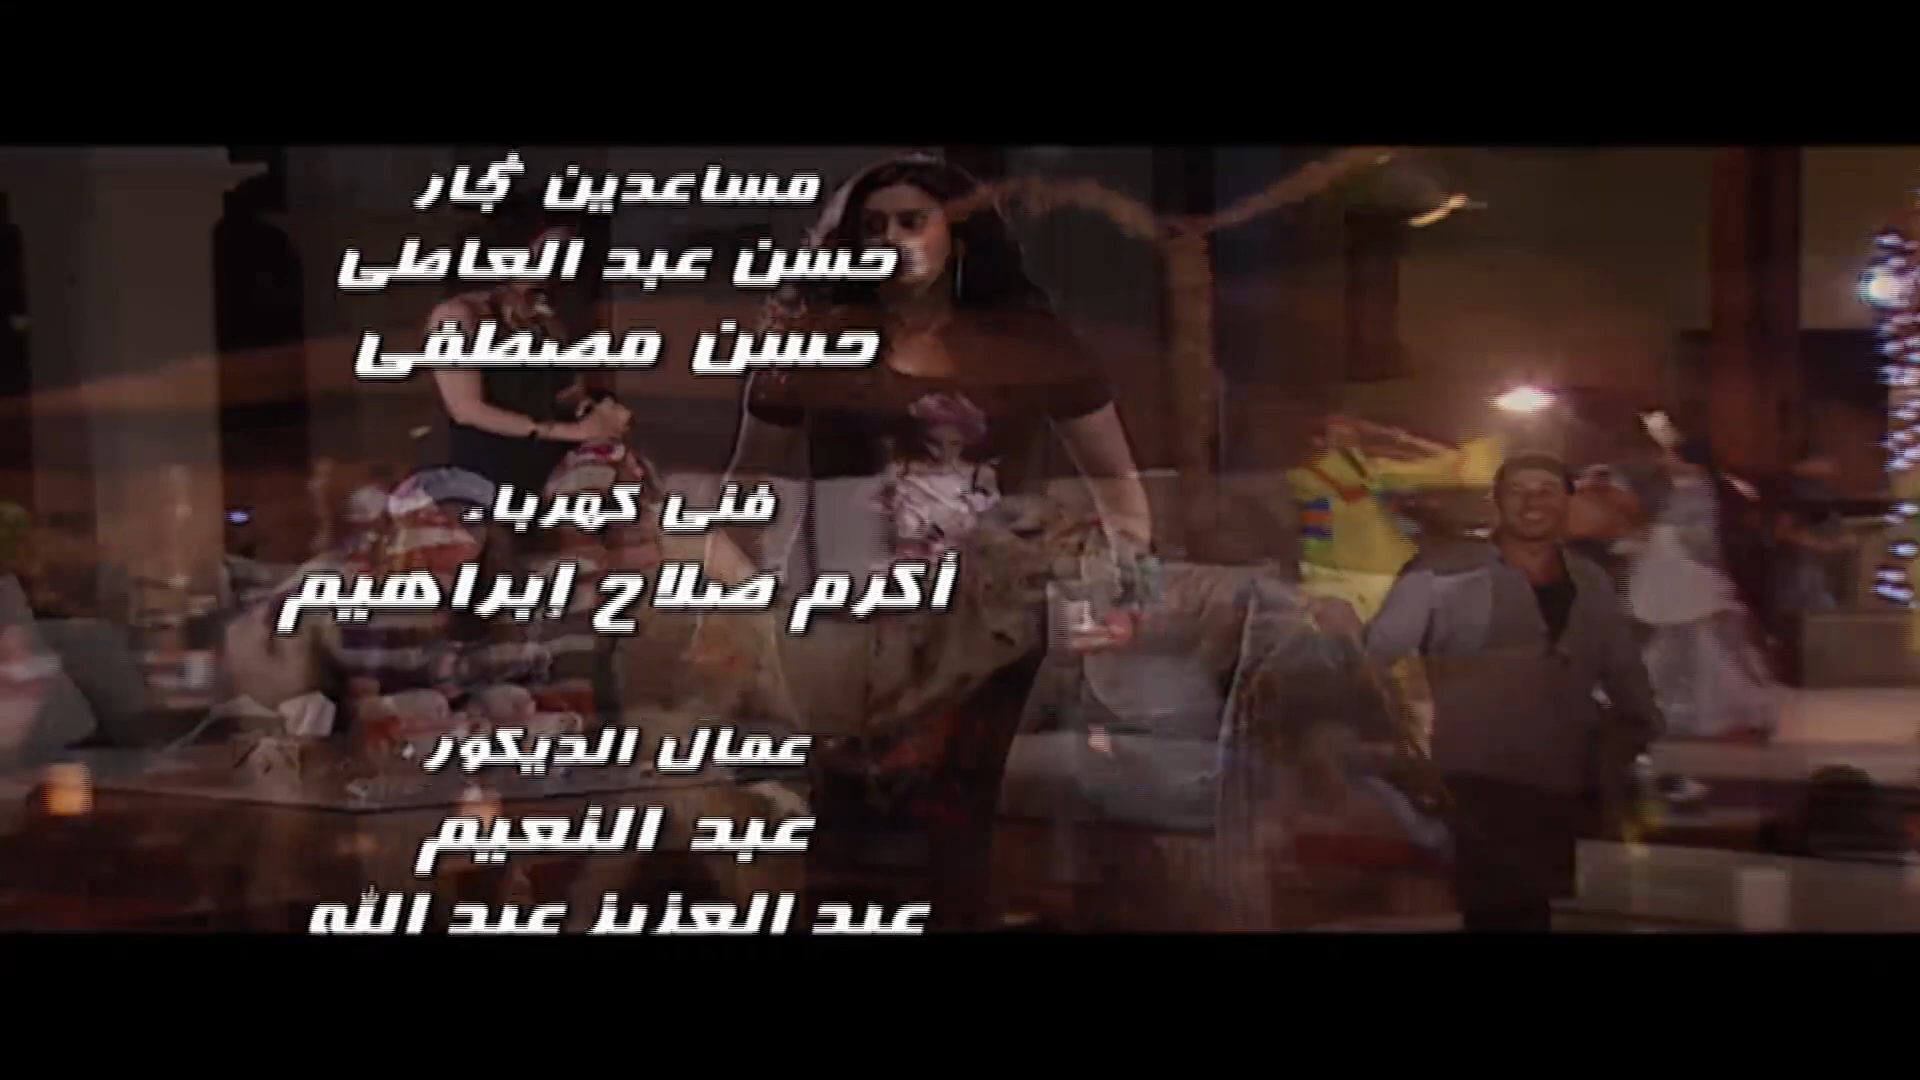 مساعدين نجار
حسن عبد العاطى
حسن مصطفى
فنى كهرباء
أكرم صلاح إبراهيم
عمال الديكور
عبد النعيم
عبد العزيز عبد الله